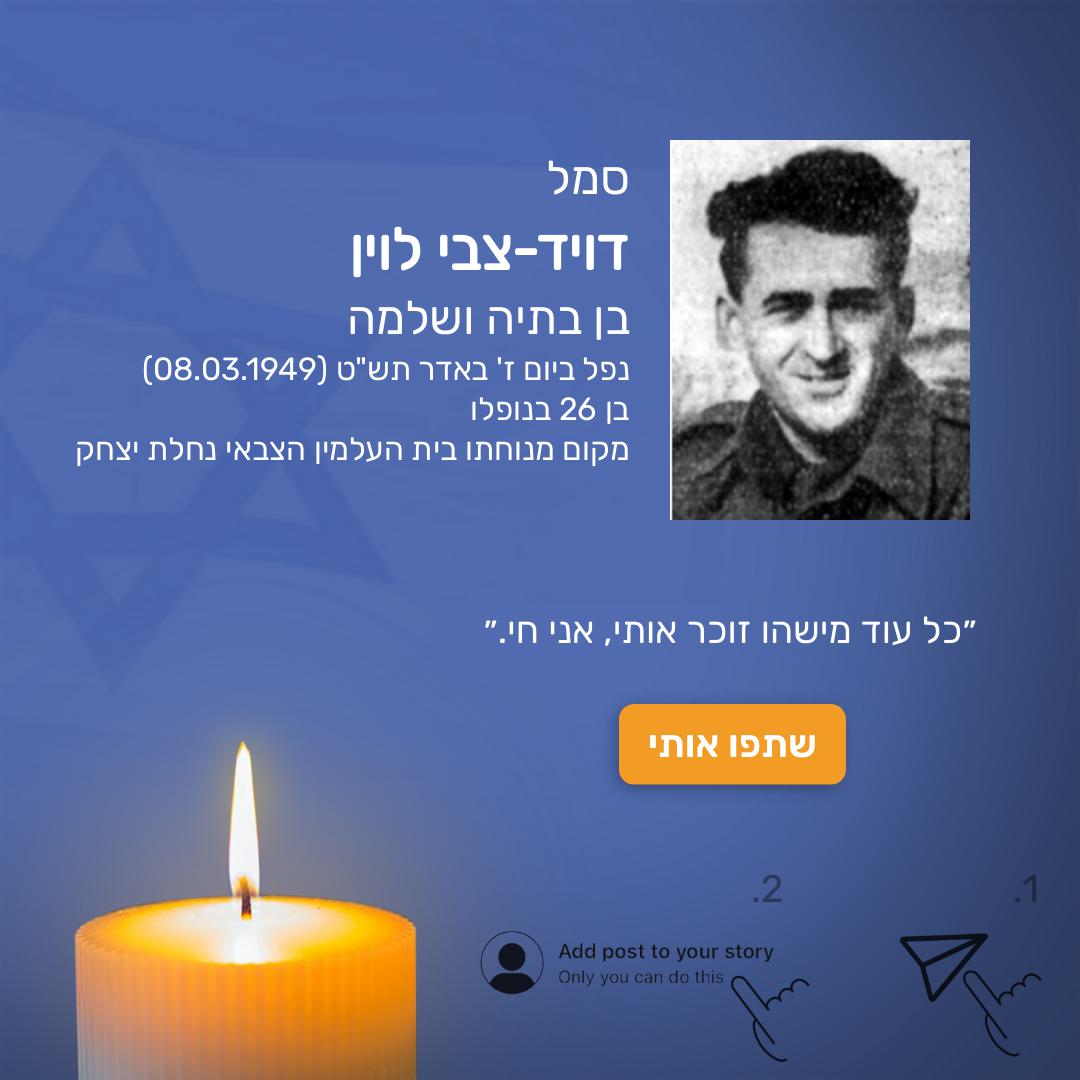 סמל
דויד-צבי לוין
בן בתיה ושלמה
נפל ביום ז' באדר תש"ט (08.03.1949)
בן 26 בנופלו
מקום מנוחתו בית העלמין הצבאי נחלת יצחק
״כל עוד מישהו זוכר אותי, אני חי.״
שתפו אותי
.1
.2
Add post to your story
Only you can do this